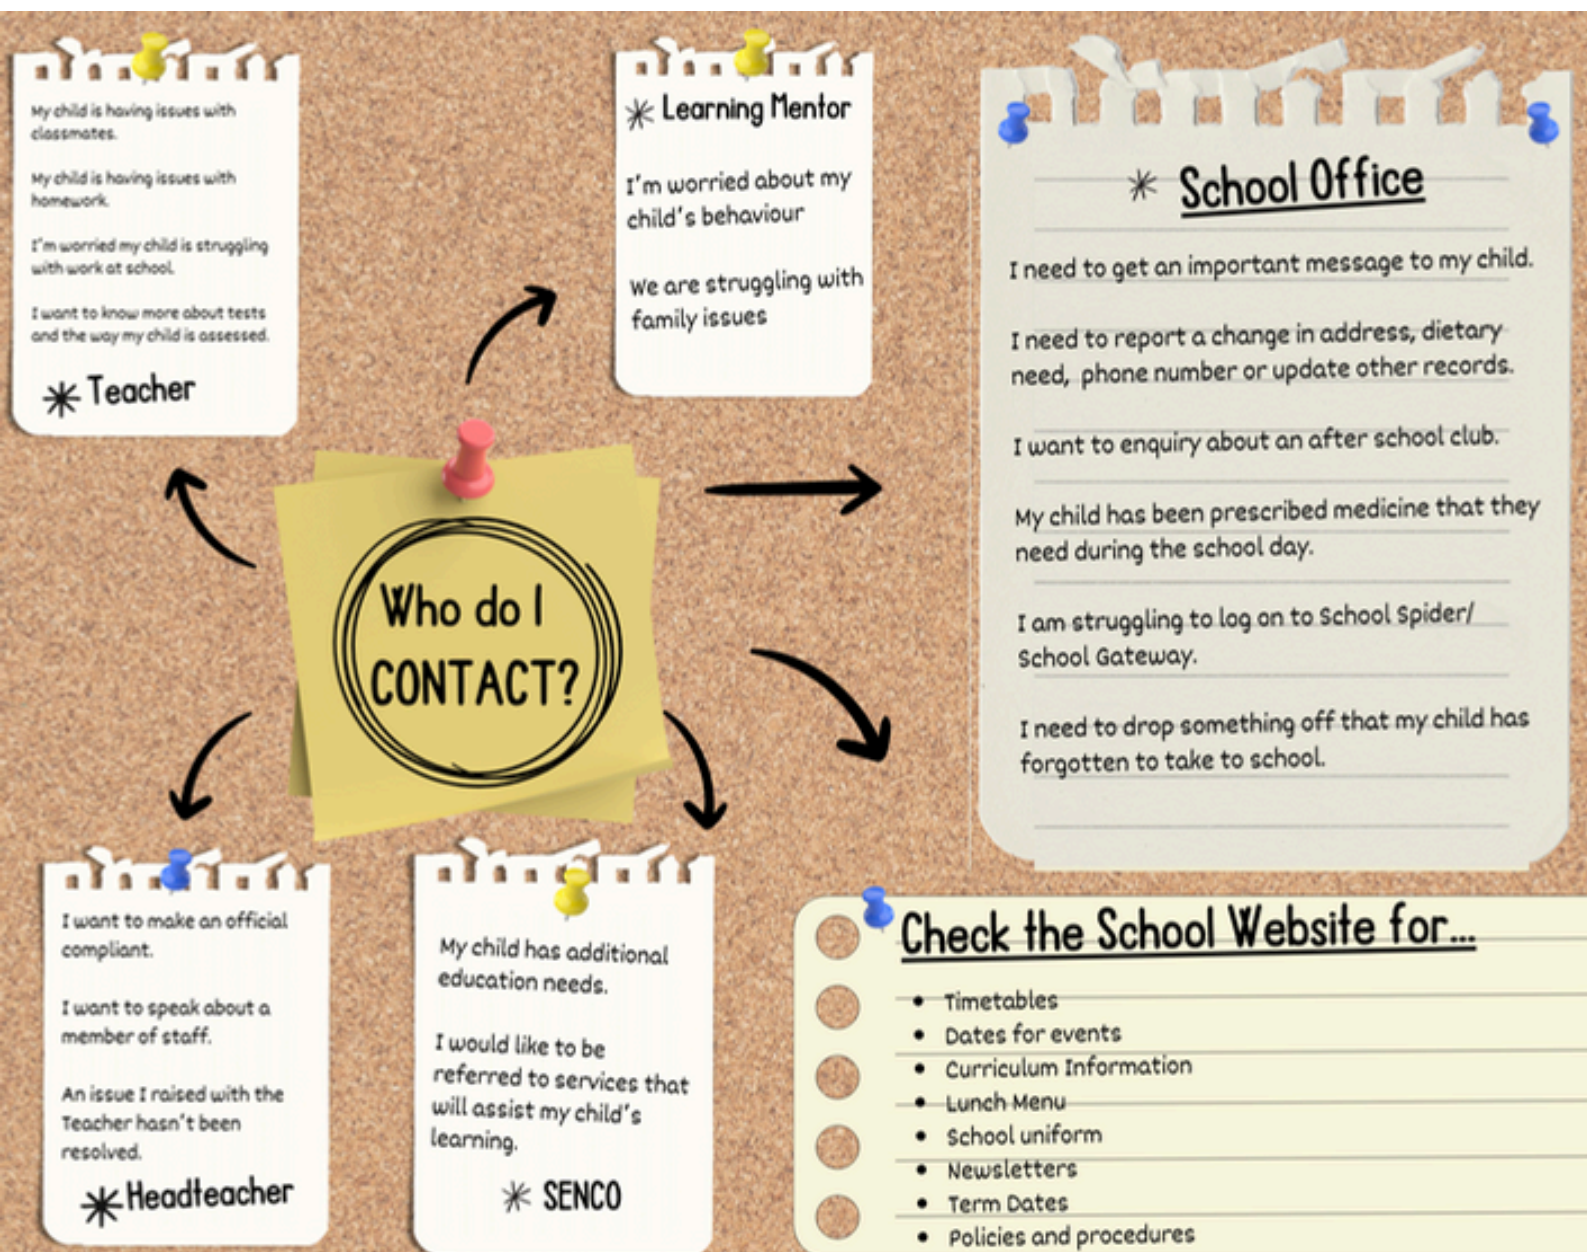 My child is having issues with
classmates.
My child is having issues with
homework.
I'm worried my child is struggling
with work at school.
I want to know more about tests
and the way my child is assessed.
Teacher
Learning Mentor
I'm worried about my
child's behaviour
We are struggling with
family issues
School Office
I need to get an important message to my child.
I need to report a change in address, dietary
need, phone number or update other records.
I want to enquiry about an after school club.
My child has been prescribed medicine that they
need during the school day.
I am struggling to log on to School Spider/
School Gateway.
I need to drop something off that my child has
forgotten to take to school.
Who do I
CONTACT?
I want to make an official
compliant.
I want to speak about a
member of staff.
An issue I raised with the
Teacher hasn't been
resolved.
Headteacher
My child has additional
education needs.
I would like to be
referred to services that
will assist my child's
learning.
SENCO
Check the School Website for...
Timetables
Dates for events
Curriculum Information
Lunch Menu
School uniform
Newsletters
Term Dates
Policies and procedures